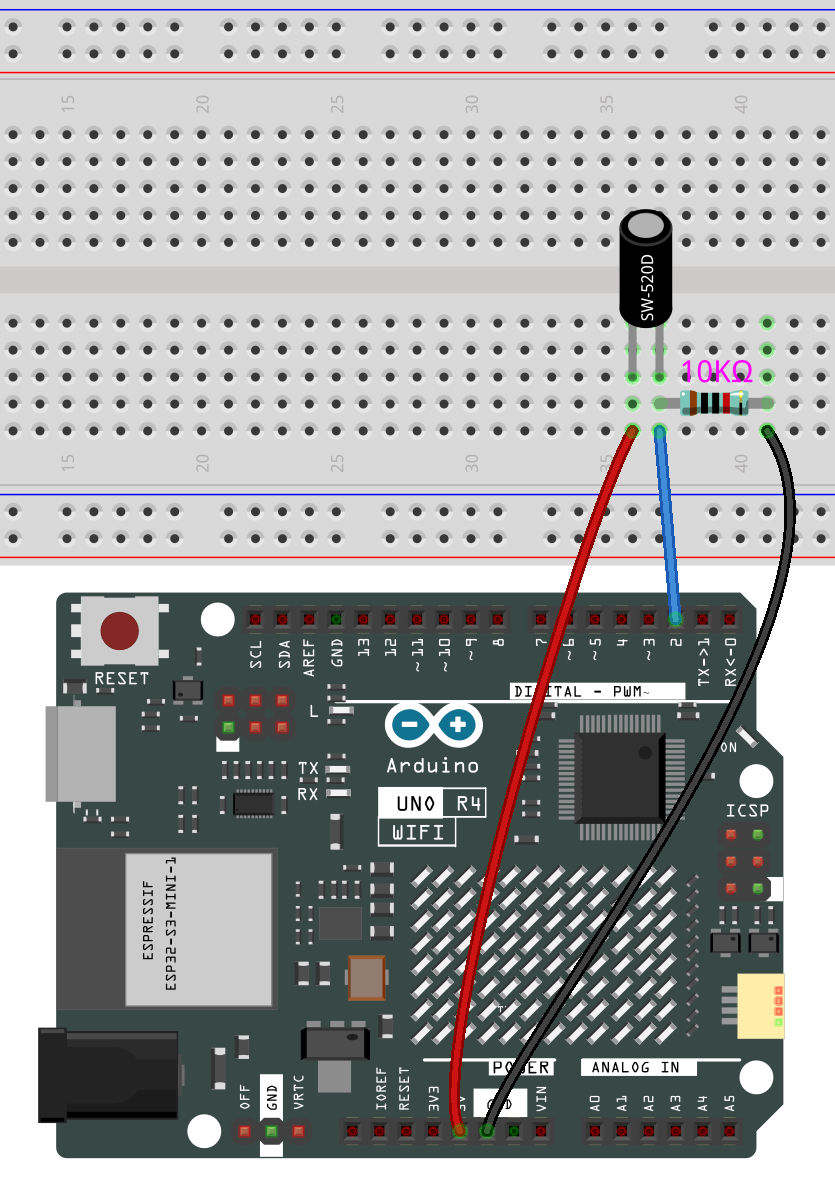 15 20 25 30 35 40
SW-520D
10KΩ
15 20 25 30 35 40
RESET
SCL SDA AREF GND 13 12 ~11 ~10 ~9 8 7 ~6 ~5 4 ~3 2 TX->1 RX<-0
DIGITAL - PWM~
L
ON
TX
RX
Arduino
UNO R4
WIFI
ICSP
ESPRESSIF
ESP32-S3-MINI-1
POWER
ANALOG IN
OFF GND VRTC IOREF RESET 3V3 5V GND VIN A0 A1 A2 A3 A4 A5